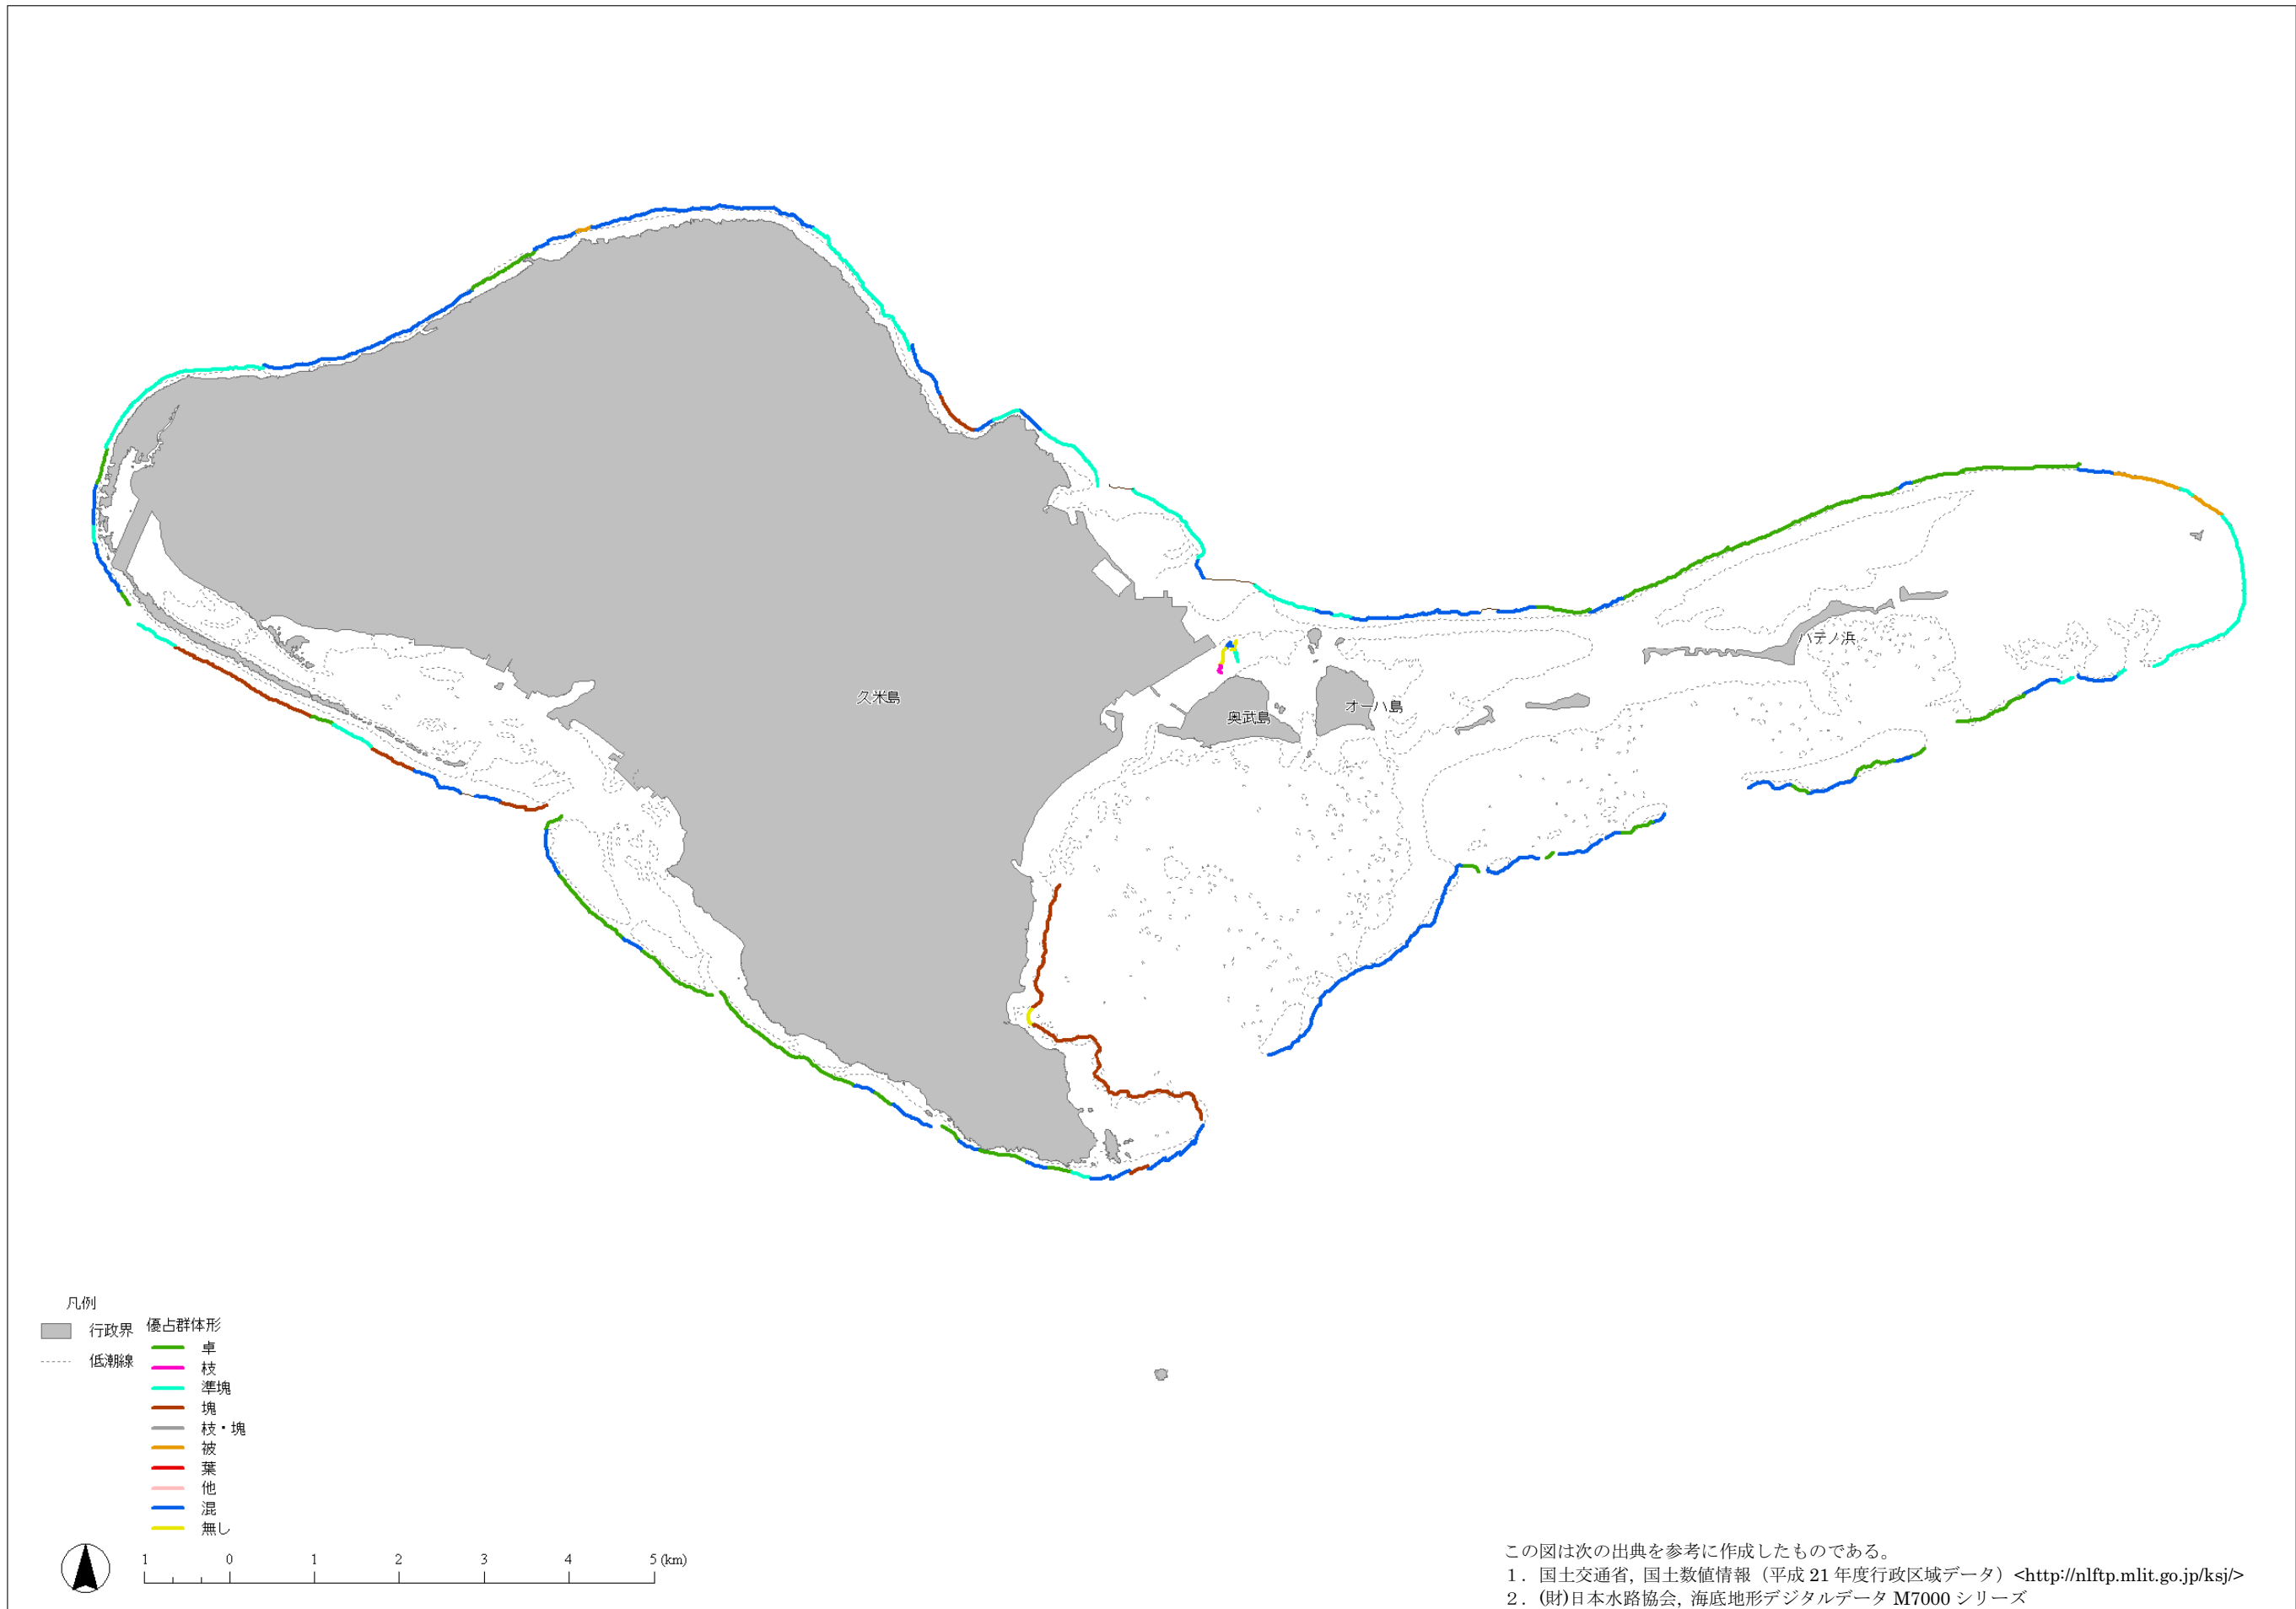 久米島
奥武島
オーハ島
ハテノ浜
凡例
行政界
低潮線
優占群体形
卓
枝
準塊
塊
枝・塊
被
葉
他
混
無し
1 0 1 2 3 4 5 (km)
この図は次の出典を参考に作成したものである。
1. 国土交通省, 国土数値情報(平成 21 年度行政区域データ)<http://nlftp.mlit.go.jp/ksj/>
2. (財)日本水路協会, 海底地形デジタルデータ M7000 シリーズ